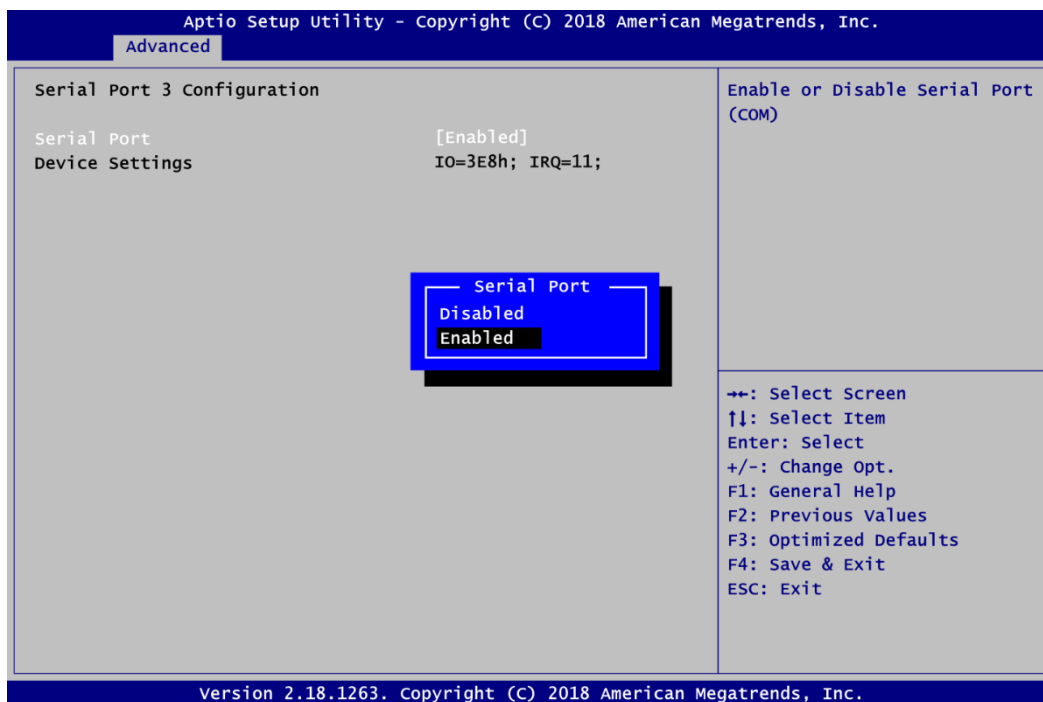 Aptio Setup Utility – Copyright (C) 2018 American Megatrends, Inc.
Advanced
Serial Port 3 Configuration
Serial Port [Enabled]
Device Settings IO=3E8h; IRQ=11;
Serial Port
Disabled
Enabled
Enable or Disable Serial Port
(COM)
→←: Select Screen
↑↓: Select Item
Enter: Select
+/-: Change Opt.
F1: General Help
F2: Previous Values
F3: Optimized Defaults
F4: Save & Exit
ESC: Exit
Version 2.18.1263. Copyright (C) 2018 American Megatrends, Inc.